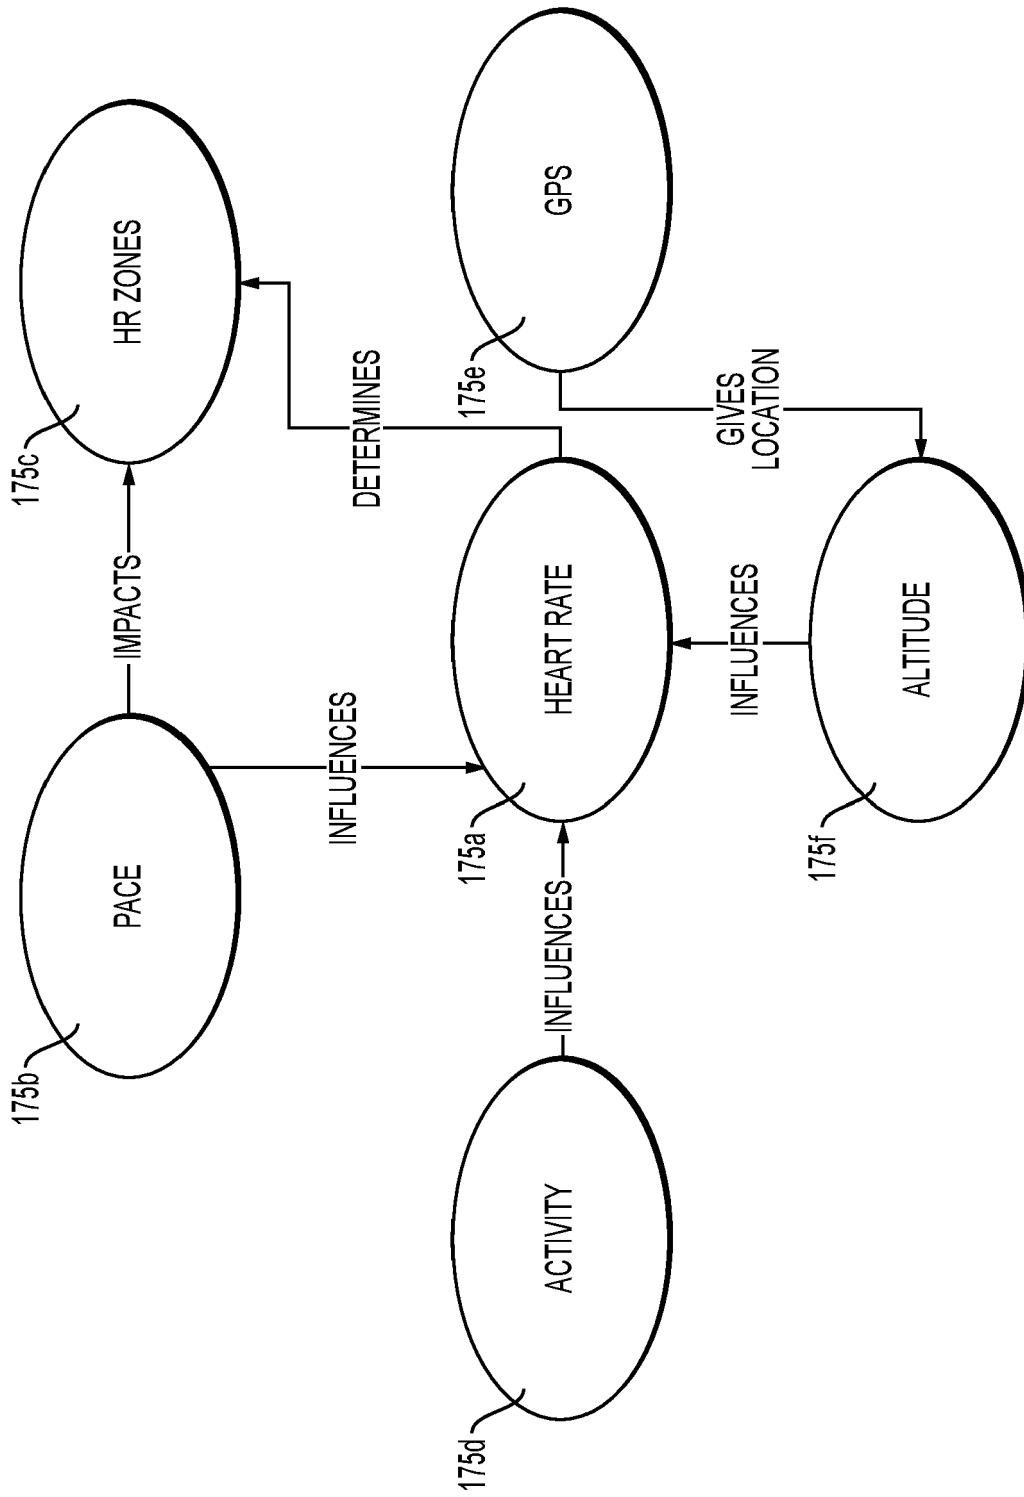 175b
175c
PACE
IMPACTS
HR ZONES
INFLUENCES
DETERMINES
175d
175a
175e
ACTIVITY
INFLUENCES
HEART RATE
GPS
INFLUENCES
GIVES
LOCATION
175f
ALTITUDE